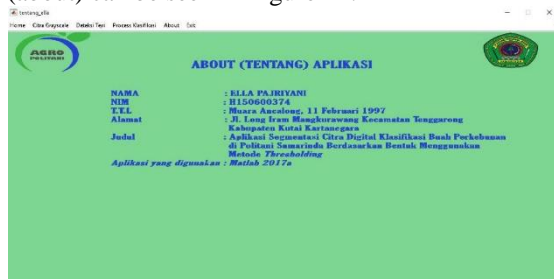 tentang_ella
Home Citra Grayscale Deteksi Tepi Process Klasifikasi About Exit
AGRO
POLITANI
ABOUT (TENTANG) APLIKASI
NAMA : ELLA PAJRIYANI
NIM : H150600374
T.T.L : Muara Ancalong, 11 Februari 1997
Alamat : Jl. Long Iram Mangkurawang Kecamatan Tenggarong
Kabupaten Kutai Kartanegara
Judul : Aplikasi Segmentasi Citra Digital Klasifikasi Buah Perkebunan
di Politani Samarinda Berdasarkan Bentuk Menggunakan
Metode Thresholding
Aplikasi yang digunakan : Matlab 2017a